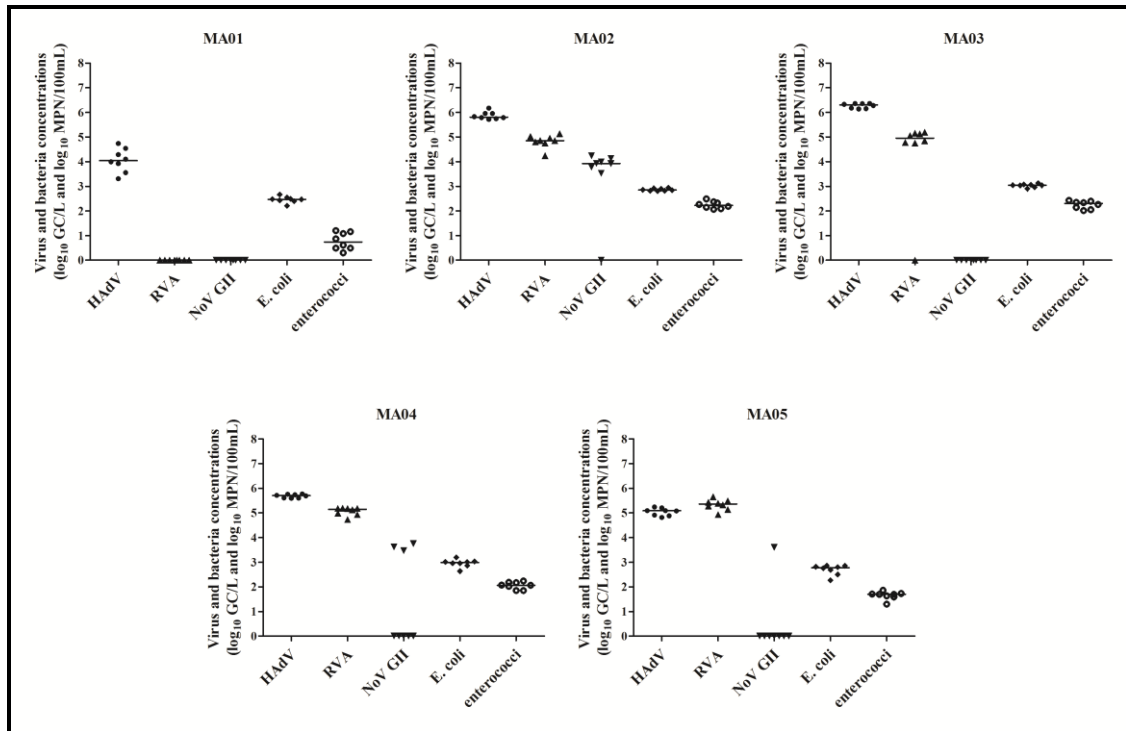 MA01
Virus and bacteria concentrations
(log10 GC/L and log10 MPN/100mL)
8
7
6
5
4
3
2
1
0
HAdV
RVA
NoV GII
E. coli
enterococci
MA02
Virus and bacteria concentrations
(log10 GC/L and log10 MPN/100mL)
8
7
6
5
4
3
2
1
0
HAdV
RVA
NoV GII
E. coli
enterococci
MA03
Virus and bacteria concentrations
(log10 GC/L and log10 MPN/100mL)
8
7
6
5
4
3
2
1
0
HAdV
RVA
NoV GII
E. coli
enterococci
MA04
Virus and bacteria concentrations
(log10 GC/L and log10 MPN/100mL)
8
7
6
5
4
3
2
1
0
HAdV
RVA
NoV GII
E. coli
enterococci
MA05
Virus and bacteria concentrations
(log10 GC/L and log10 MPN/100mL)
8
7
6
5
4
3
2
1
0
HAdV
RVA
NoV GII
E. coli
enterococci